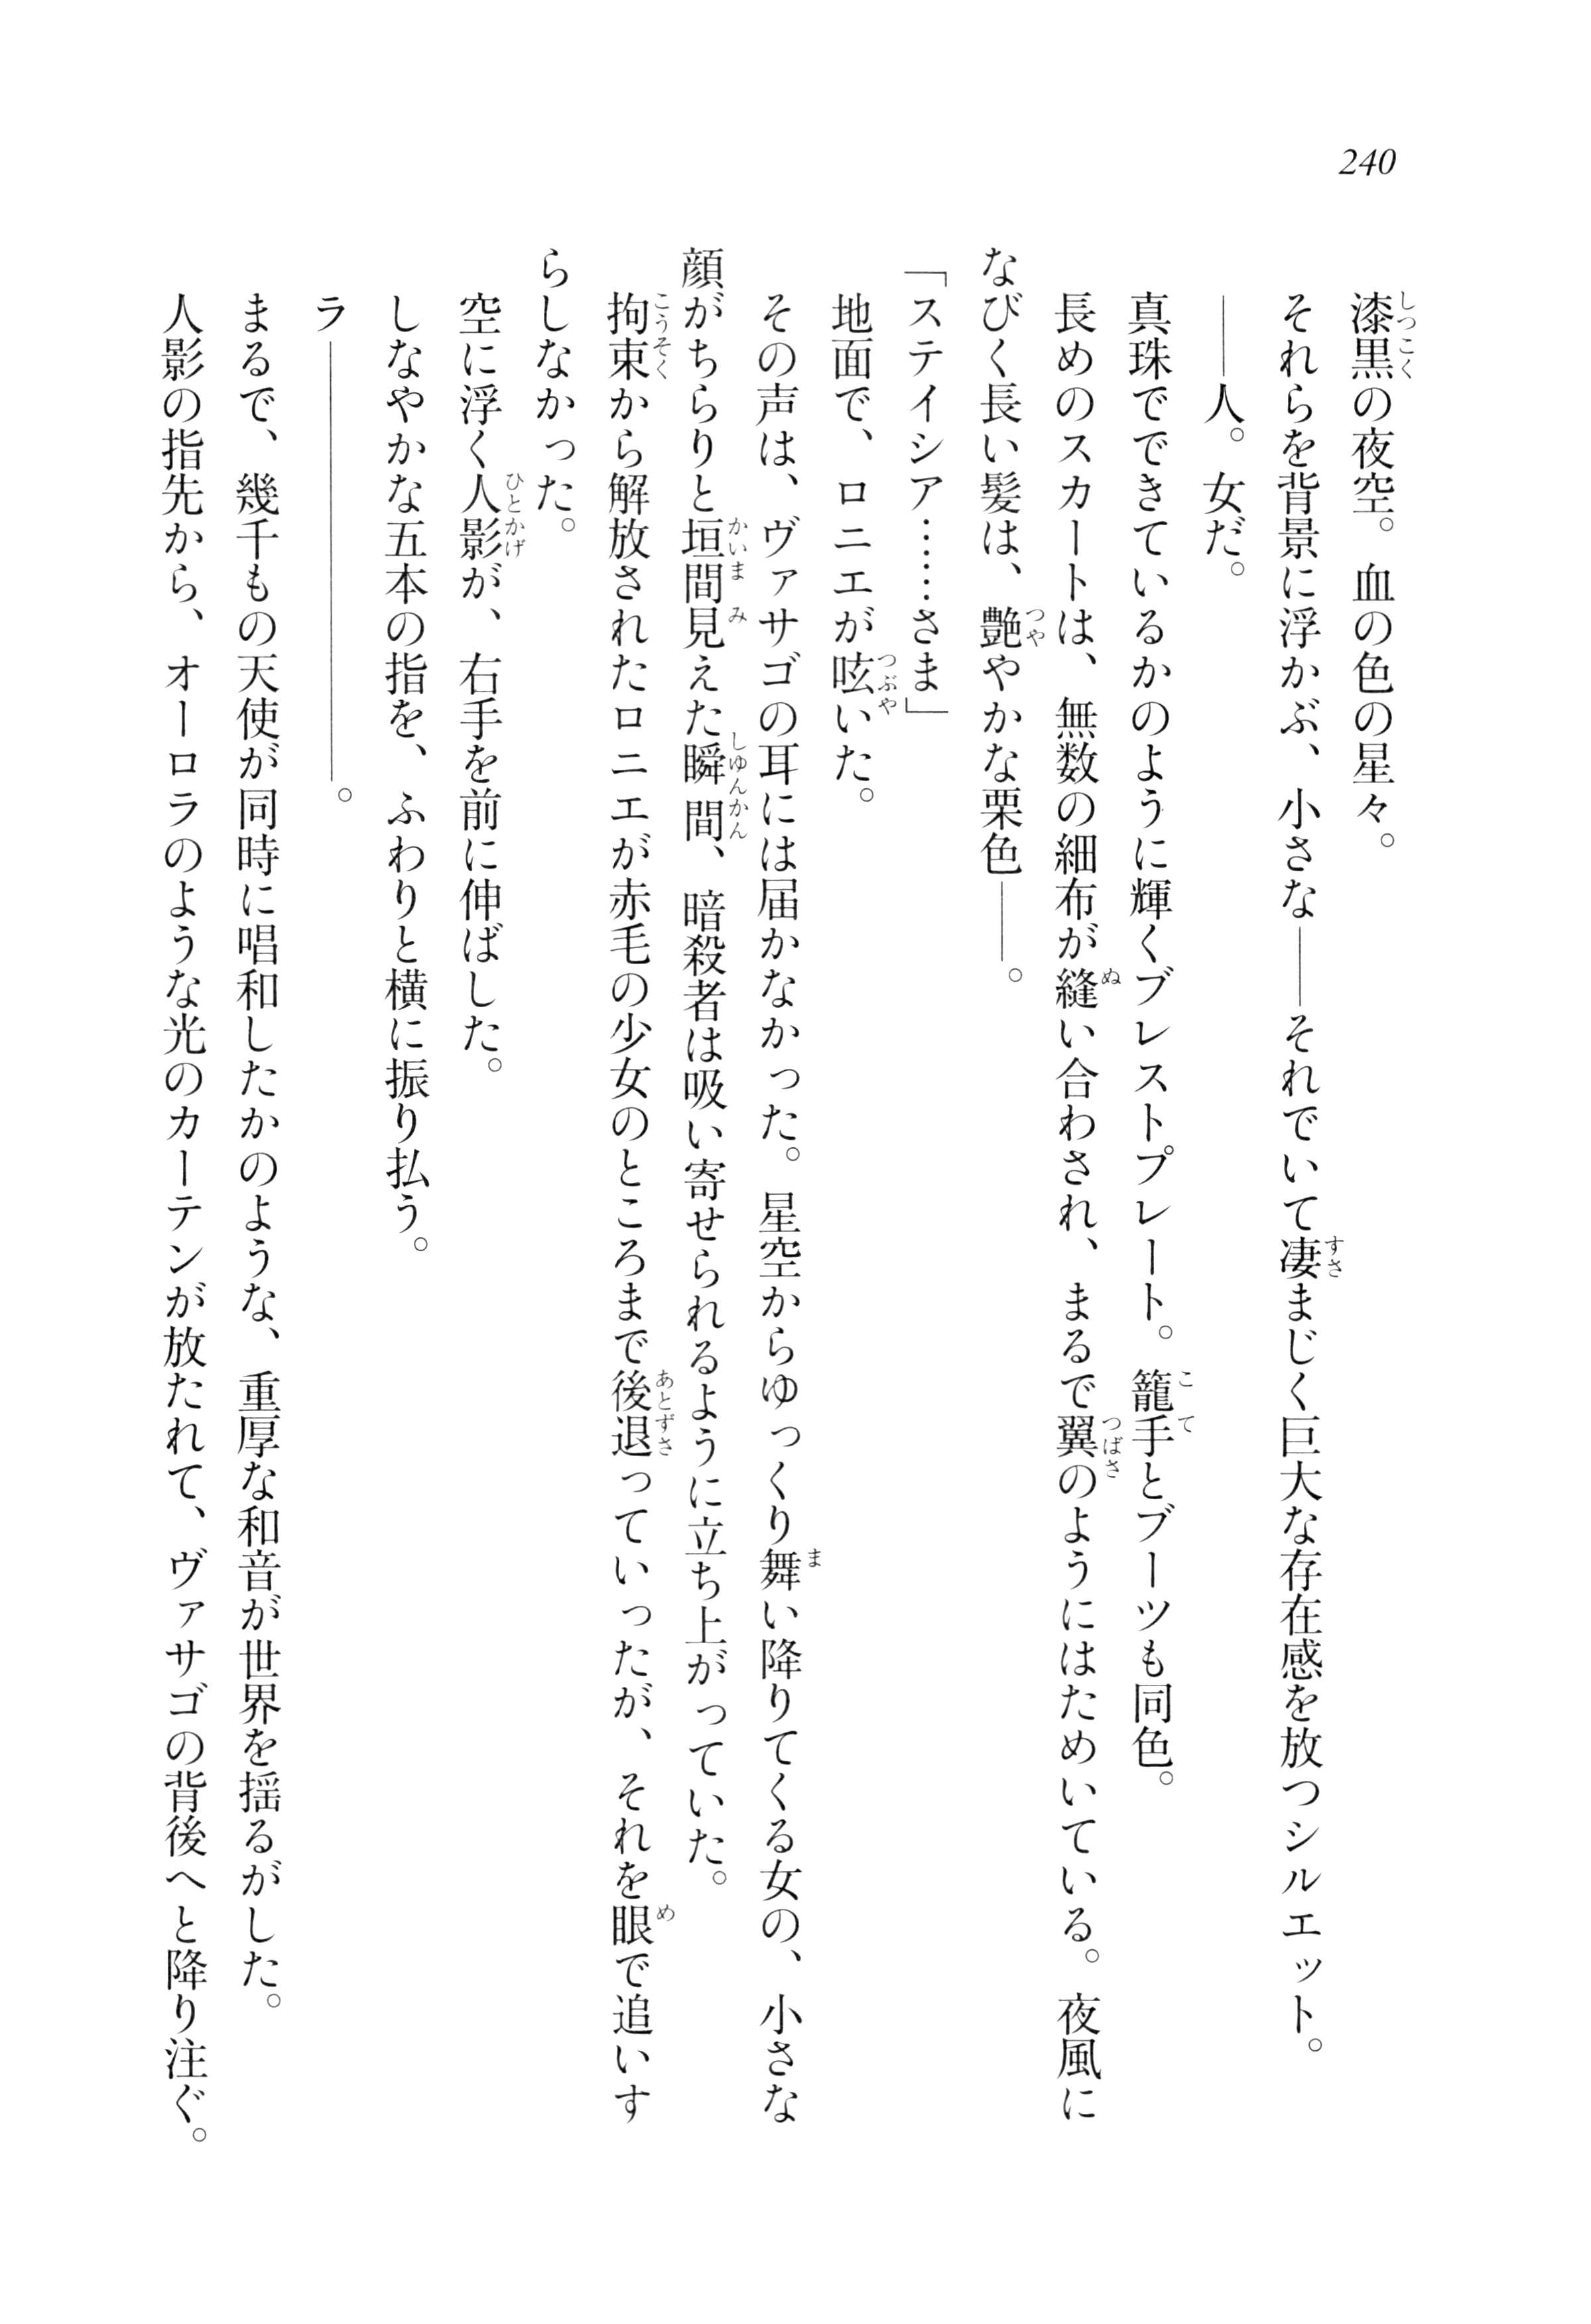 240
漆黒の夜空。血の色の星々。
それらを背景に浮かぶ、小さな――それでいて凄まじく巨大な存在感を放つシルエット。
――人。女だ。
真珠でできているかのように輝くブレストプレート。籠手とブーツも同色。
長めのスカートは、無数の細布が縫い合わされ、まるで翼のようにはためいている。夜風に
なびく長い髪は、艶やかな栗色――。
「ステイシア……さま」
地面で、ロニエが呟いた。
その声は、ヴァサゴの耳には届かなかった。星空からゆっくり舞い降りてくる女の、小さな
顔がちらりと垣間見えた瞬間、暗殺者は吸い寄せられるように立ち上がっていた。
拘束から解放されたロニエが赤毛の少女のところまで後退っていったが、それを眼で追いす
らしなかった。
空に浮く人影が、右手を前に伸ばした。
しなやかな五本の指を、ふわりと横に振り払う。
ラ――――――――――。
まるで、幾千もの天使が同時に唱和したかのような、重厚な和音が世界を揺るがした。
人影の指先から、オーロラのような光のカーテンが放たれて、ヴァサゴの背後へと降り注ぐ。